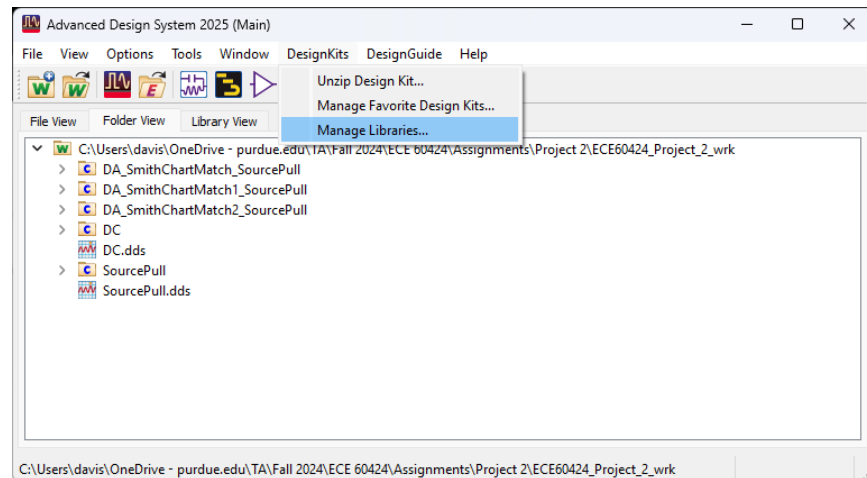 Advanced Design System 2025 (Main)
File View Options Tools Window DesignKits DesignGuide Help
Unzip Design Kit...
Manage Favorite Design Kits...
Manage Libraries...
File View Folder View Library View
C:\Users\davis\OneDrive - purdue.edu\TA\Fall 2024\ECE 60424\Assignments\Project 2\ECE60424_Project_2_wrk
DA_SmithChartMatch_SourcePull
DA_SmithChartMatch1_SourcePull
DA_SmithChartMatch2_SourcePull
DC
DC.dds
SourcePull
SourcePull.dds
C:\Users\davis\OneDrive - purdue.edu\TA\Fall 2024\ECE 60424\Assignments\Project 2\ECE60424_Project_2_wrk